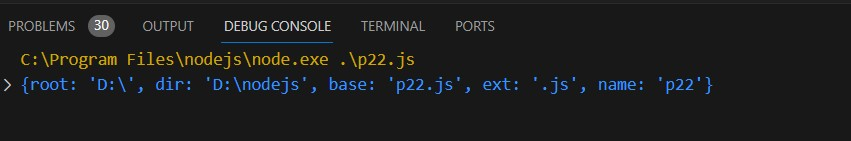 PROBLEMS 30 OUTPUT DEBUG CONSOLE TERMINAL PORTS
C:\Program Files\nodejs\node.exe .\p22.js
> {root: 'D:\', dir: 'D:\nodejs', base: 'p22.js', ext: '.js', name: 'p22'}